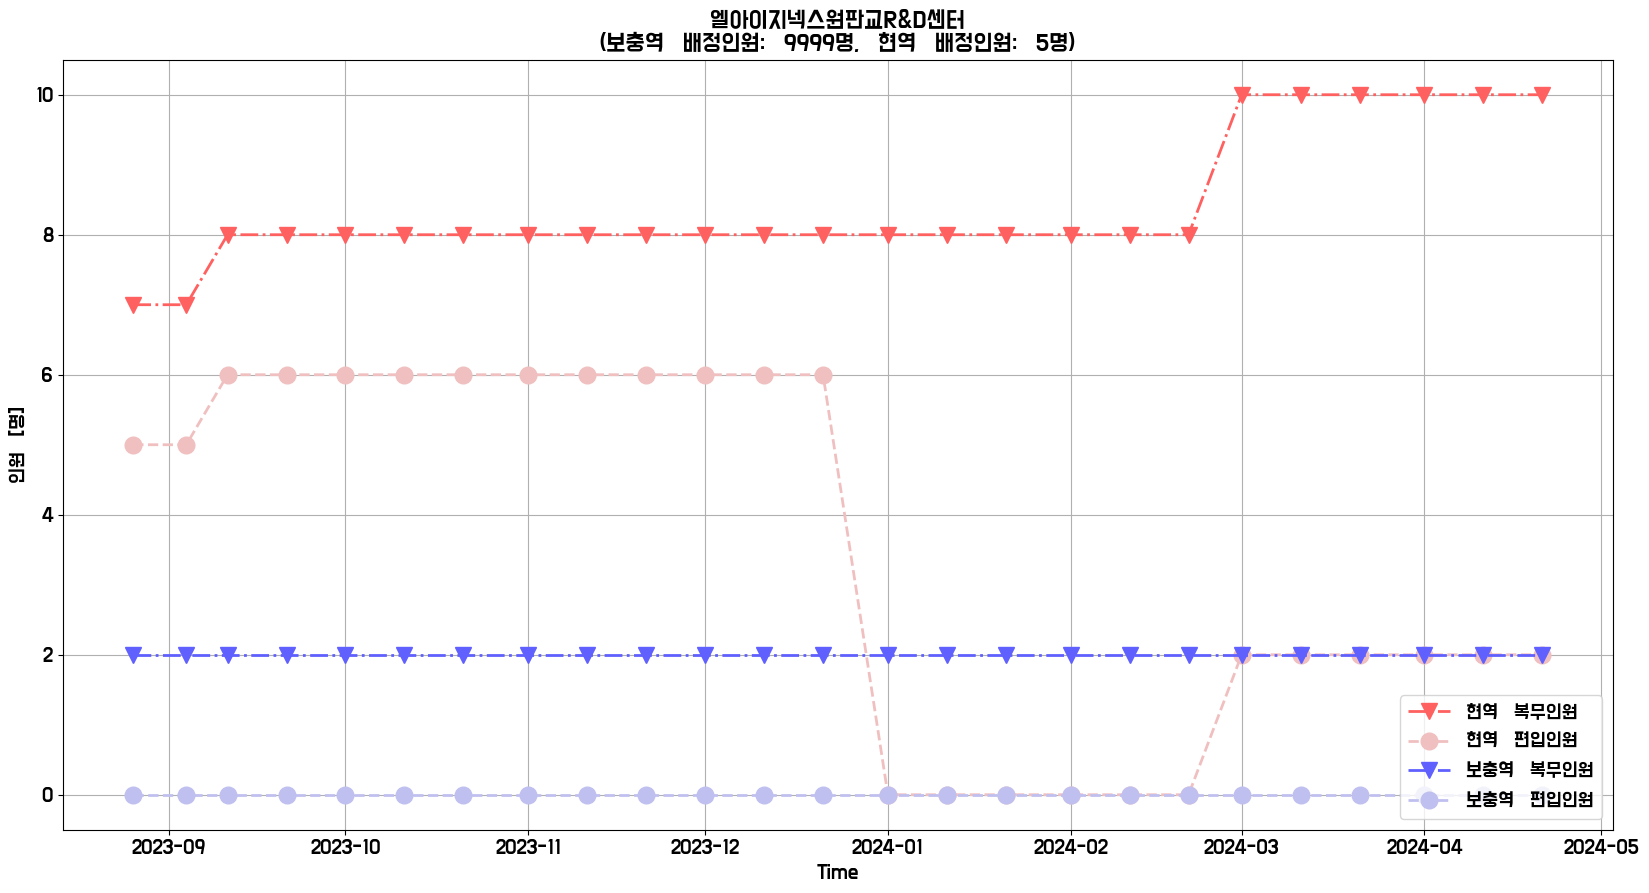 엘아이지넥스원판교R&D센터
(보충역 배정인원: 9999명, 현역 배정인원: 5명)
10
8
6
4
2
0
인원 [명]
2023-09 2023-10 2023-11 2023-12 2024-01 2024-02 2024-03 2024-04 2024-05
Time
현역 복무인원
현역 편입인원
보충역 복무인원
보충역 편입인원